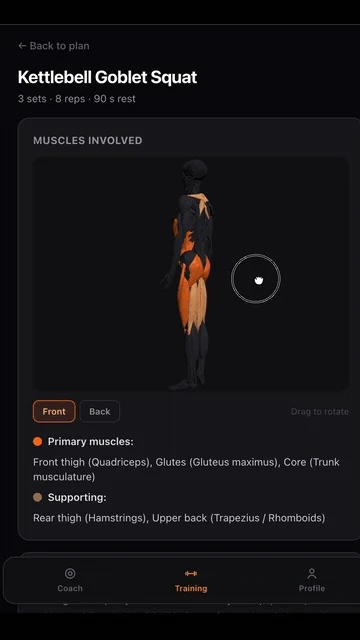 ← Back to plan
Kettlebell Goblet Squat
3 sets · 8 reps · 90 s rest
MUSCLES INVOLVED
Front
Back
Drag to rotate
Primary muscles:
Front thigh (Quadriceps), Glutes (Gluteus maximus), Core (Trunk
musculature)
Supporting:
Rear thigh (Hamstrings), Upper back (Trapezius / Rhomboids)
Coach
Training
Profile